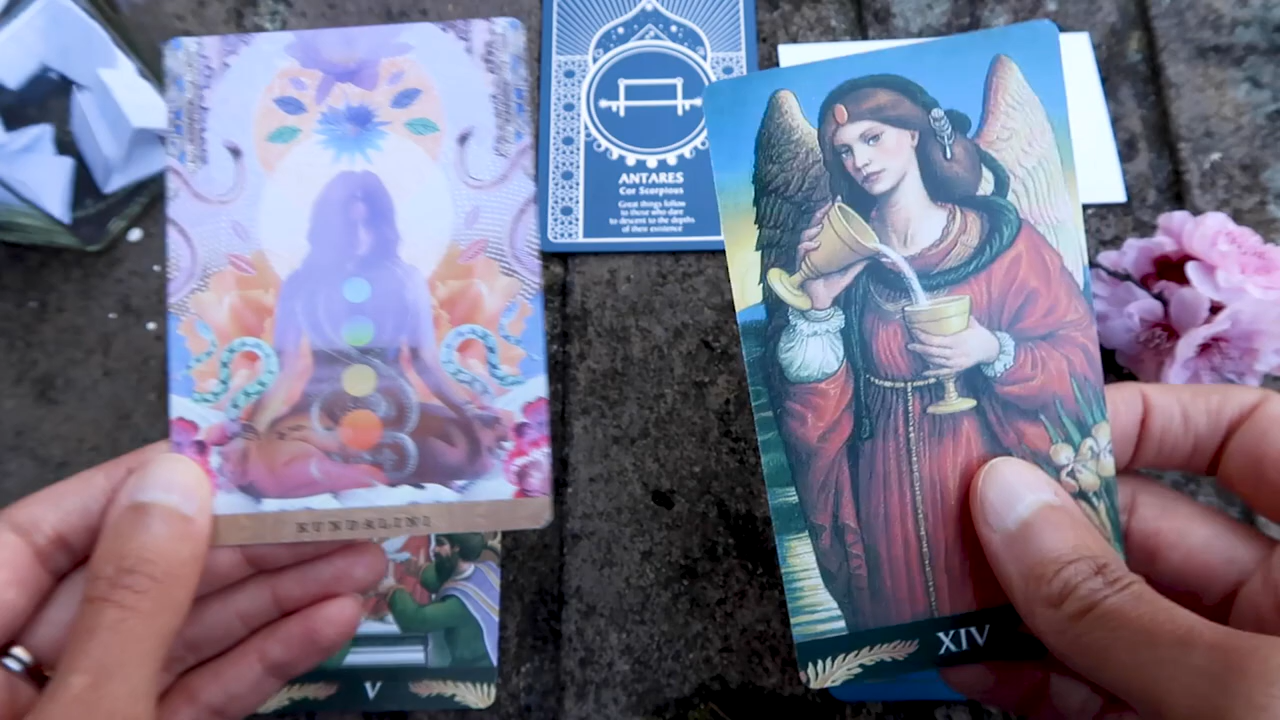 ANTARES
Cor Scorpious
Great things follow
to those who dare
to descent to the depths
of their existence
KUNDALINI
XIV
V